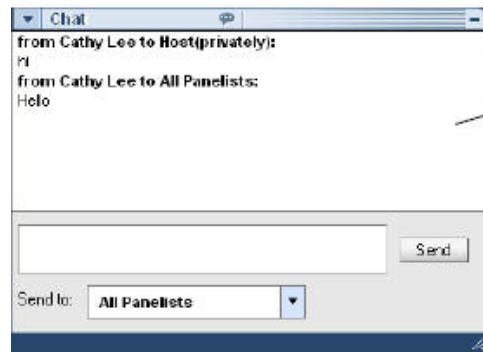 Chat
from Cathy Lee to Host(privately):
hi
from Cathy Lee to All Panelists:
Helo
Send
Send to: All Panelists